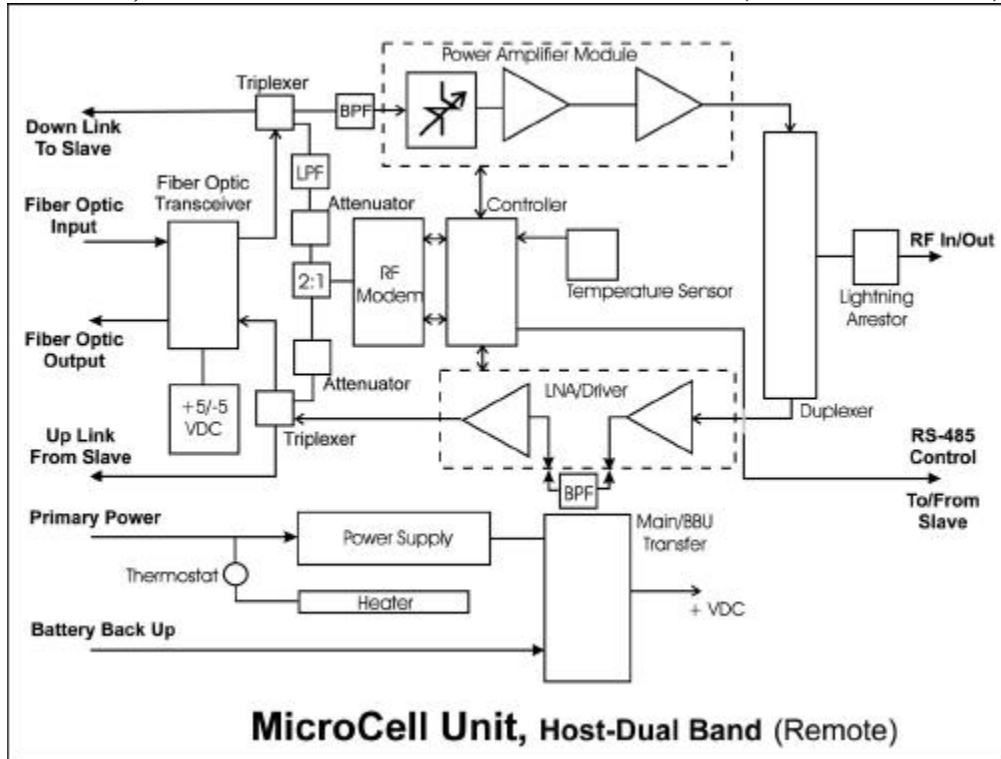 Power Amplifier Module
Triplexer
BPF
Down Link
To Slave
LPF
Fiber Optic
Transceiver
Fiber Optic
Input
Attenuator
Controller
RF In/Out
2:1
RF
Modem
Temperature Sensor
Lightning
Arrestor
Fiber Optic
Output
Attenuator
LNA/Driver
Duplexer
+5/-5
VDC
Triplexer
Up Link
From Slave
RS-485
Control
BPF
To/From
Slave
Primary Power
Power Supply
Main/BBU
Transfer
Thermostat
Heater
+ VDC
Battery Back Up
MicroCell Unit, Host-Dual Band (Remote)